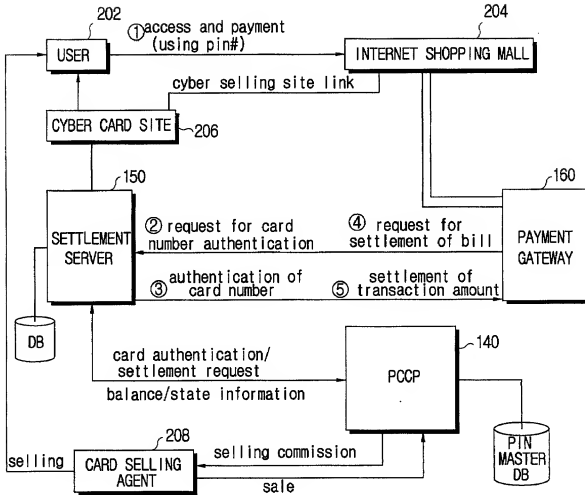 202
204
① access and payment
(using pin#)
USER
INTERNET SHOPPING MALL
cyber selling site link
CYBER CARD SITE
206
150
160
② request for card
number authentication
④ request for
settlement of bill
SETTLEMENT
SERVER
PAYMENT
GATEWAY
③ authentication of
card number
⑤ settlement of
transaction amount
DB
140
card authentication/
settlement request
PCCP
balance/state information
208
selling commission
PIN
MASTER
DB
selling
CARD SELLING
AGENT
sale